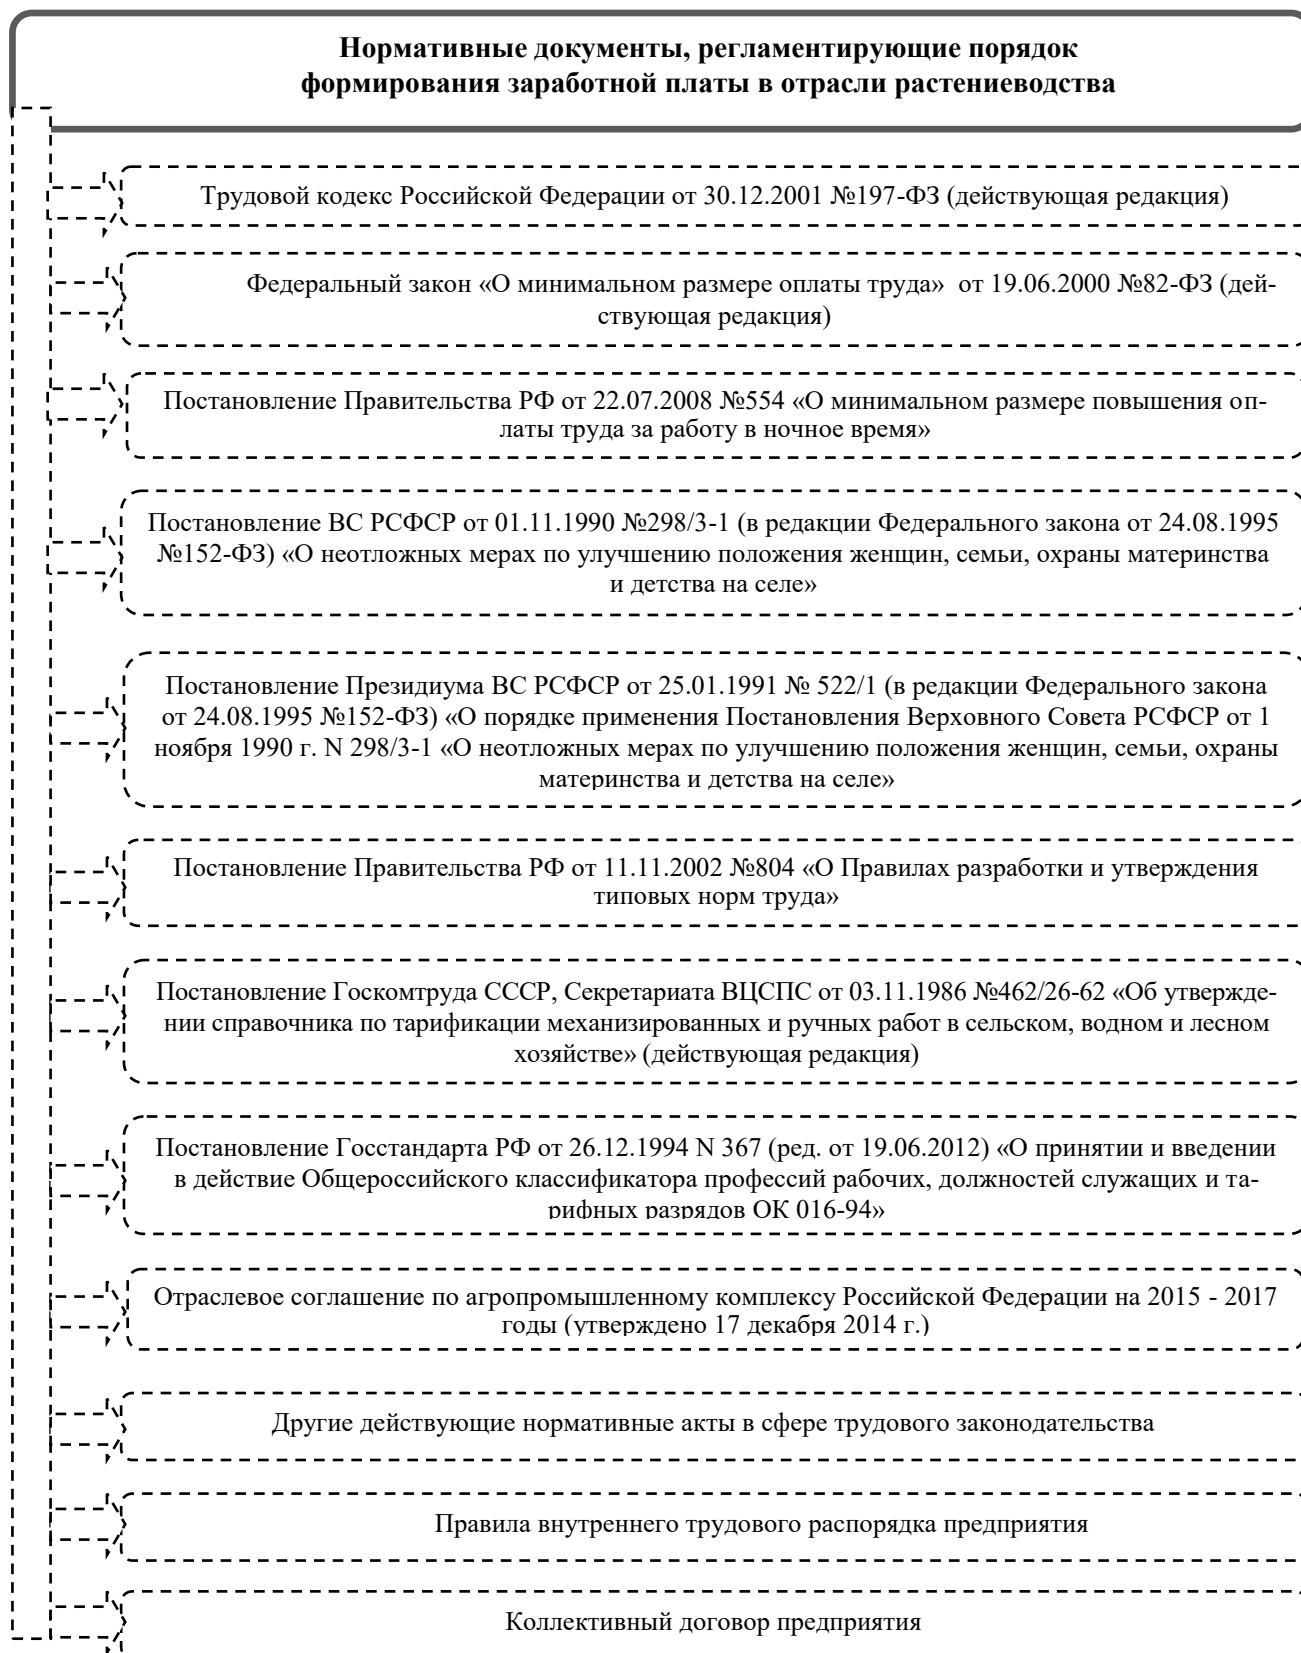 Нормативные документы, регламентирующие порядок
формирования заработной платы в отрасли растениеводства
Трудовой кодекс Российской Федерации от 30.12.2001 №197-ФЗ (действующая редакция)
Федеральный закон «О минимальном размере оплаты труда» от 19.06.2000 №82-ФЗ (дей-
ствующая редакция)
Постановление Правительства РФ от 22.07.2008 №554 «О минимальном размере повышения оп-
латы труда за работу в ночное время»
Постановление ВС РСФСР от 01.11.1990 №298/3-1 (в редакции Федерального закона от 24.08.1995
№152-ФЗ) «О неотложных мерах по улучшению положения женщин, семьи, охраны материнства
и детства на селе»
Постановление Президиума ВС РСФСР от 25.01.1991 № 522/1 (в редакции Федерального закона
от 24.08.1995 №152-ФЗ) «О порядке применения Постановления Верховного Совета РСФСР от 1
ноября 1990 г. N 298/3-1 «О неотложных мерах по улучшению положения женщин, семьи, охраны
материнства и детства на селе»
Постановление Правительства РФ от 11.11.2002 №804 «О Правилах разработки и утверждения
типовых норм труда»
Постановление Госкомтруда СССР, Секретариата ВЦСПС от 03.11.1986 №462/26-62 «Об утвержде-
нии справочника по тарификации механизированных и ручных работ в сельском, водном и лесном
хозяйстве» (действующая редакция)
Постановление Госстандарта РФ от 26.12.1994 N 367 (ред. от 19.06.2012) «О принятии и введении
в действие Общероссийского классификатора профессий рабочих, должностей служащих и та-
рифных разрядов ОК 016-94»
Отраслевое соглашение по агропромышленному комплексу Российской Федерации на 2015 - 2017
годы (утверждено 17 декабря 2014 г.)
Другие действующие нормативные акты в сфере трудового законодательства
Правила внутреннего трудового распорядка предприятия
Коллективный договор предприятия